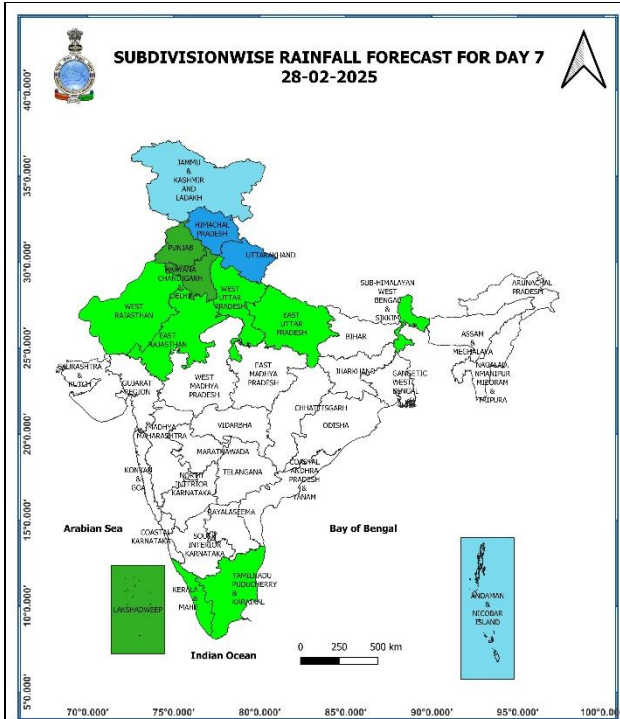 SUBDIVISIONWISE RAINFALL FORECAST FOR DAY 7
28-02-2025
40°0.000'
35°0.000'
30°0.000'
25°0.000'
20°0.000'
15°0.000'
10°0.000'
5°0.000'
JAMMU
&
KASHMIR
AND
LADAKH
HIMACHAL
PRADESH
PUNJAB
UTTARAKHAND
HARYANA
CHANDIGARH
&
DELHI
WEST
RAJASTHAN
WEST
UTTAR
PRADESH
EAST
RAJASTHAN
EAST
UTTAR
PRADESH
SUB-HIMALAYAN
WEST
BENGAL
&
SIKKIM
ARUNACHAL
PRADESH
BIHAR
ASSAM
&
MEGHALAYA
NAGALAD
MANIPUR
MIZORAM
&
TRIPURA
SAURASHTRA
&
KUTCH
GUJARAT
REGION
WEST
MADHYA
PRADESH
EAST
MADHYA
PRADESH
JHARKHAND
GANGETIC
WEST
BENGAL
CHHATTISGARH
ODISHA
MADHYA
MAHARASHTRA
VIDARBHA
MARATHWADA
KONKAN
&
GOA
NORTH
INTERIOR
KARNATAKA
TELANGANA
COASTAL
ANDHRA
PRADESH
&
YANAM
RAYALASEEMA
Arabian Sea
Bay of Bengal
COASTAL
KARNATAKA
SOUTH
INTERIOR
KARNATAKA
KERALA
&
MAHE
TAMILNADU
PUDUCHERRY
&
KARAIKAL
LAKSHADWEEP
ANDAMAN
&
NICOBAR
ISLAND
Indian Ocean
0 250 500 km
70°0.000' 75°0.000' 80°0.000' 85°0.000' 90°0.000' 95°0.000' 100°0.00